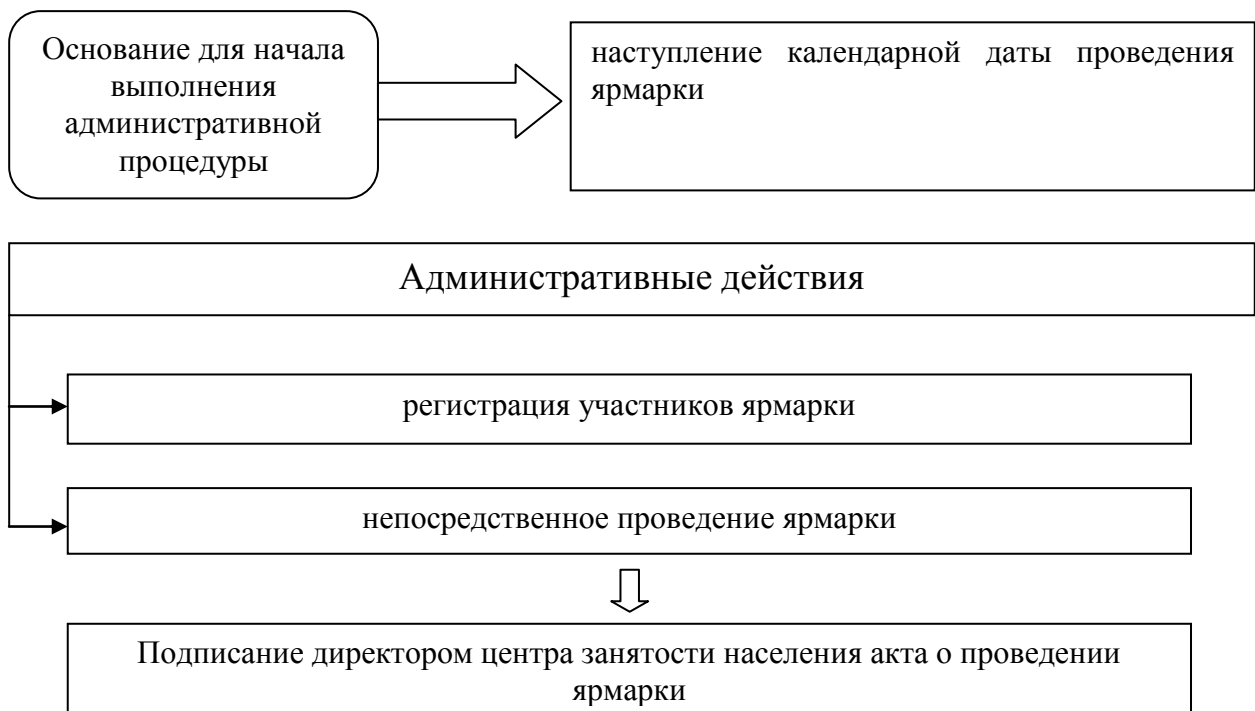 Основание для начала
выполнения
административной
процедуры
наступление календарной даты проведения
ярмарки
Административные действия
регистрация участников ярмарки
непосредственное проведение ярмарки
Подписание директором центра занятости населения акта о проведении
ярмарки